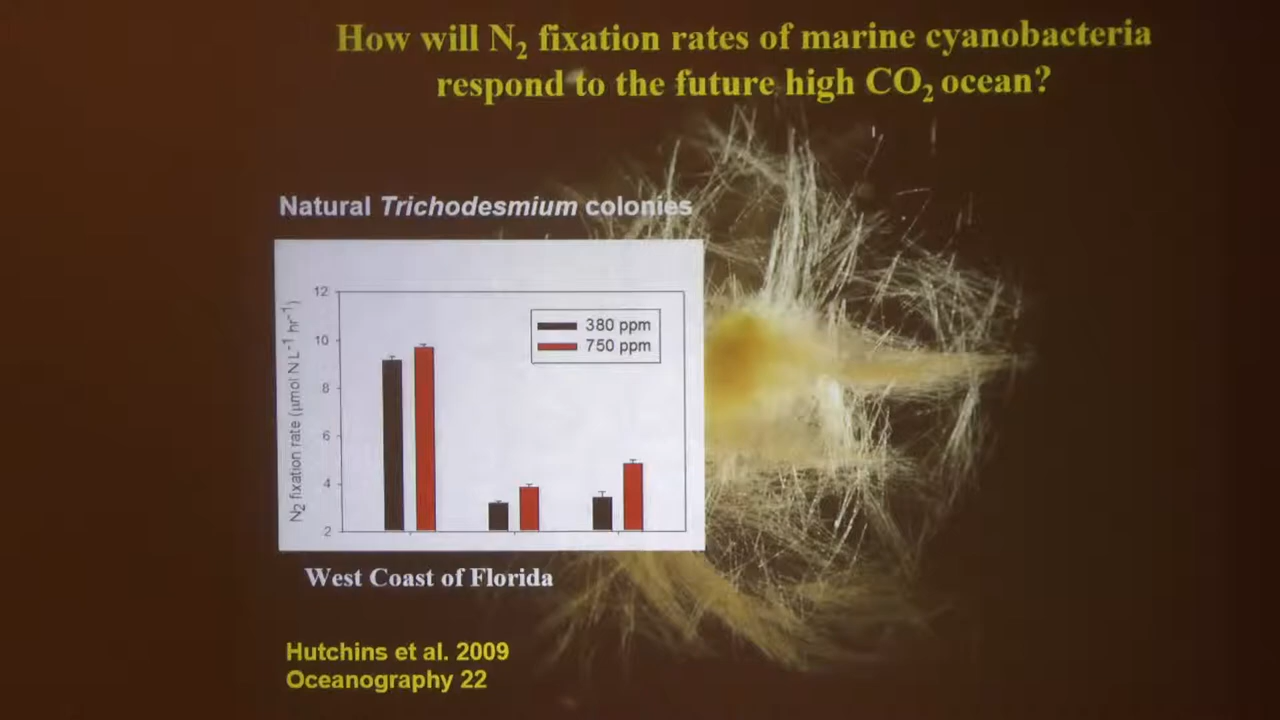 How will N₂ fixation rates of marine cyanobacteria
respond to the future high CO₂ ocean?
Natural Trichodesmium colonies
N₂ fixation rate (µmol N L⁻¹ hr⁻¹)
12
10
8
6
4
2
380 ppm
750 ppm
West Coast of Florida
Hutchins et al. 2009
Oceanography 22